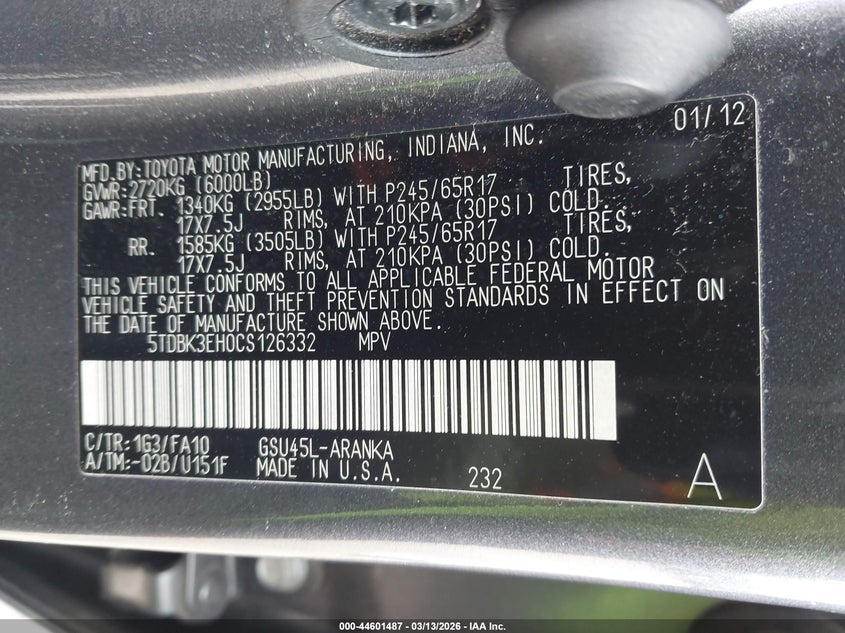 01/12
MFD.BY:TOYOTA MOTOR MANUFACTURING, INDIANA, INC.
GVWR:2720KG (6000LB)
GAWR:FRT. 1340KG (2955LB) WITH P245/65R17 TIRES,
17X7.5J RIMS, AT 210KPA (30PSI) COLD.
RR. 1585KG (3505LB) WITH P245/65R17 TIRES,
17X7.5J RIMS, AT 210KPA (30PSI) COLD.
THIS VEHICLE CONFORMS TO ALL APPLICABLE FEDERAL MOTOR
VEHICLE SAFETY AND THEFT PREVENTION STANDARDS IN EFFECT ON
THE DATE OF MANUFACTURE SHOWN ABOVE.
5TDBK3EH0CS126332 MPV
C/TR:1G3/FA10 GSU45L-ARANKA
A/TM:-02B/U151F MADE IN U.S.A. 232 A
000-44601487 - 03/13/2026 - IAA Inc.